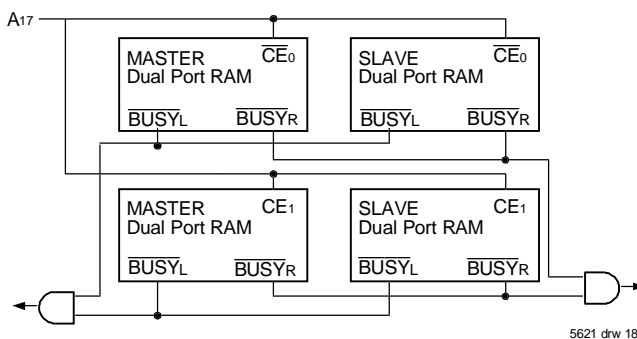 A17
MASTER
Dual Port RAM
CE0
BUSYL
BUSYR
SLAVE
Dual Port RAM
CE0
BUSYL
BUSYR
MASTER
Dual Port RAM
CE1
BUSYL
BUSYR
SLAVE
Dual Port RAM
CE1
BUSYL
BUSYR
5621 drw 18